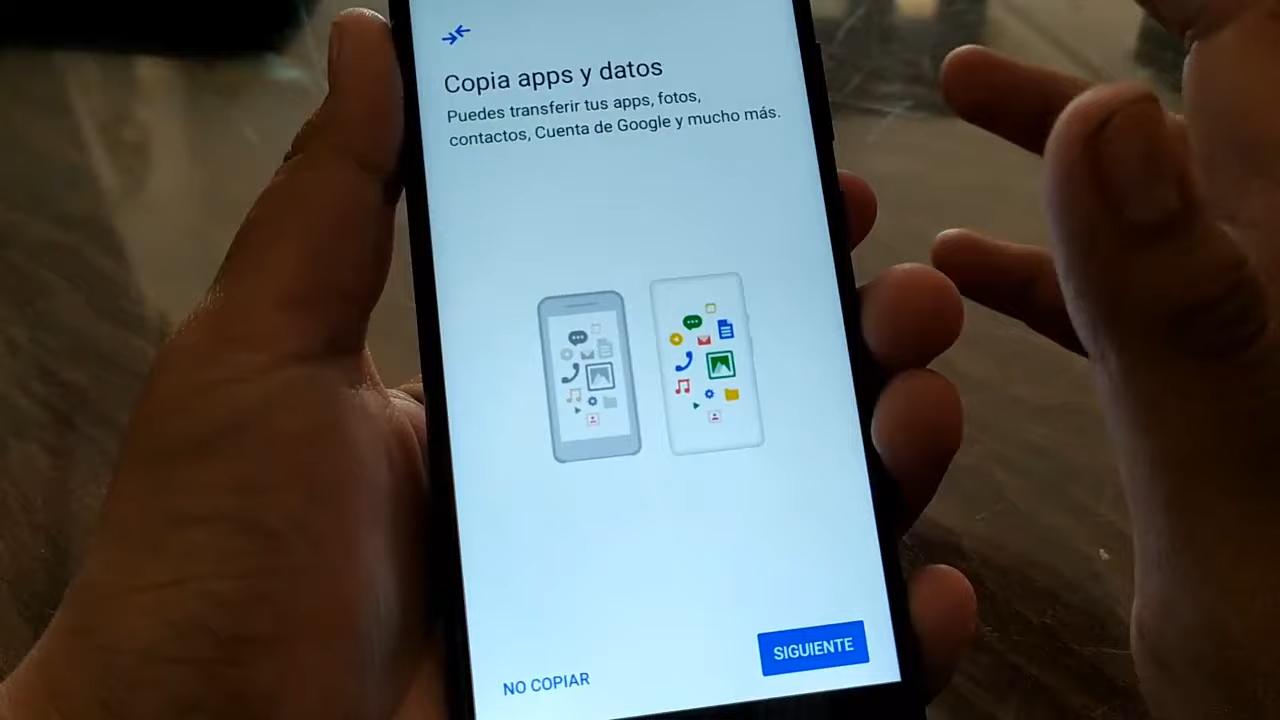 Copia apps y datos
Puedes transferir tus apps, fotos,
contactos, Cuenta de Google y mucho más.
SIGUIENTE
NO COPIAR